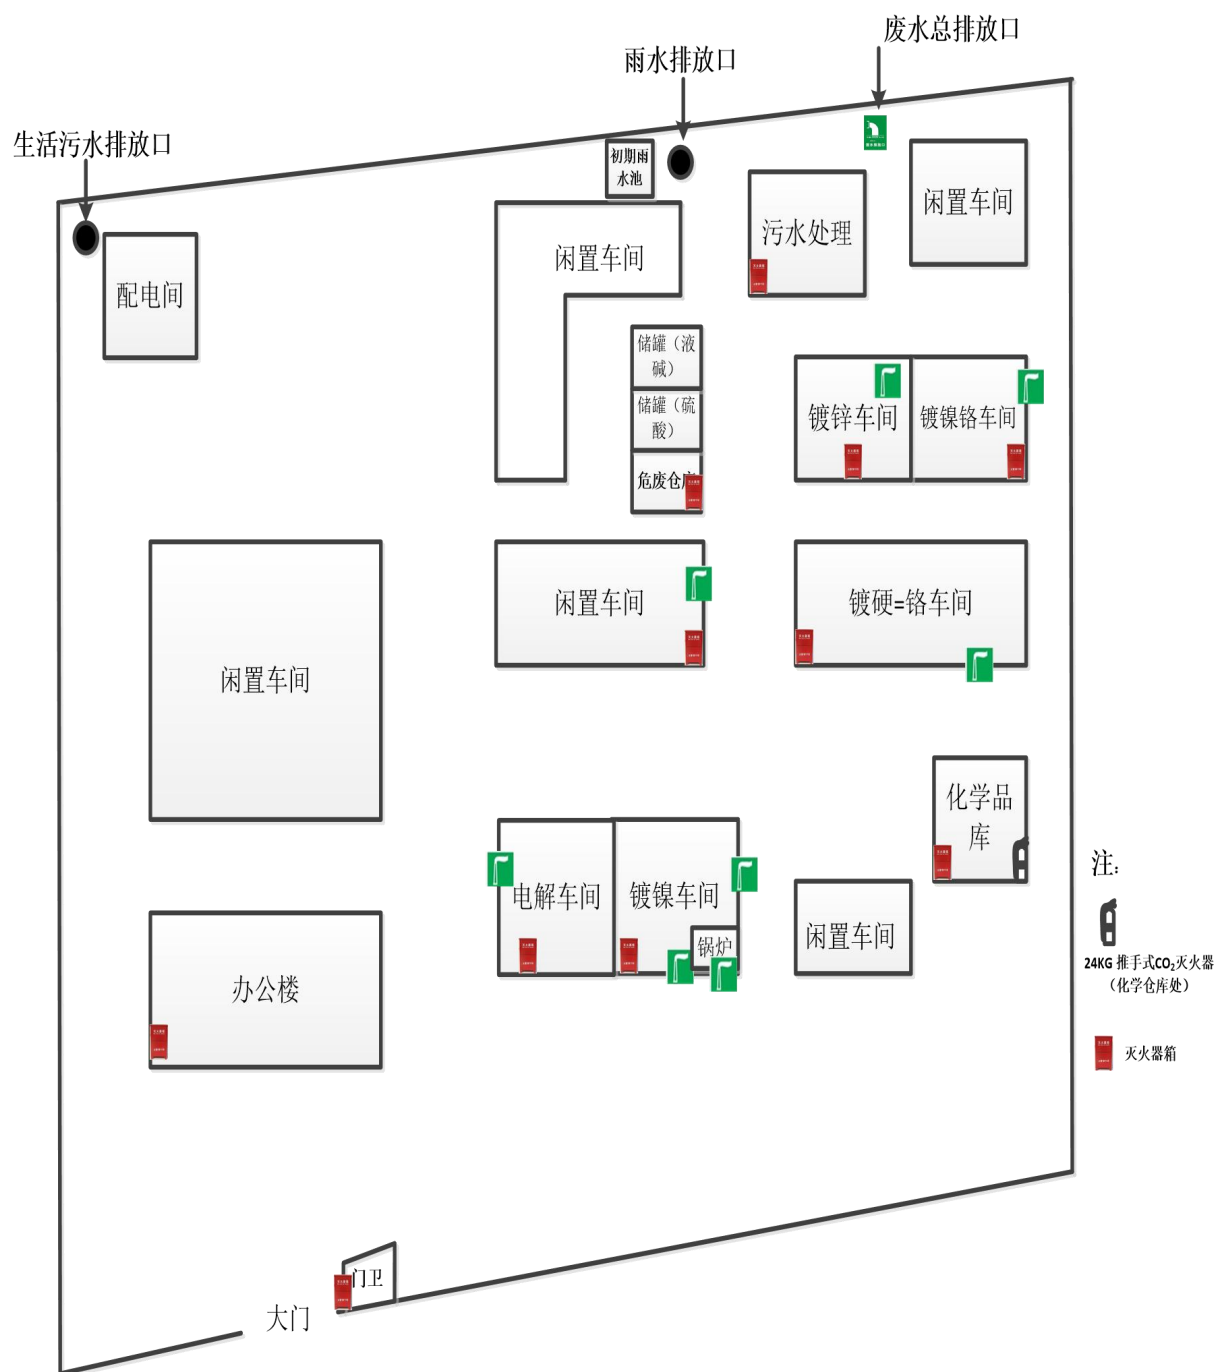 废水总排放口
雨水排放口
生活污水排放口
初期雨
水池
闲置车间
污水处理
闲置车间
配电间
储罐（液
碱）
储罐（硫
酸）
危废仓库
镀锌车间
镀镍铬车间
闲置车间
镀硬=铬车间
闲置车间
化学品
库
电解车间
镀镍车间
锅炉
闲置车间
办公楼
注：
24KG 推手式CO₂灭火器
（化学仓库处）
灭火器箱
门卫
大门